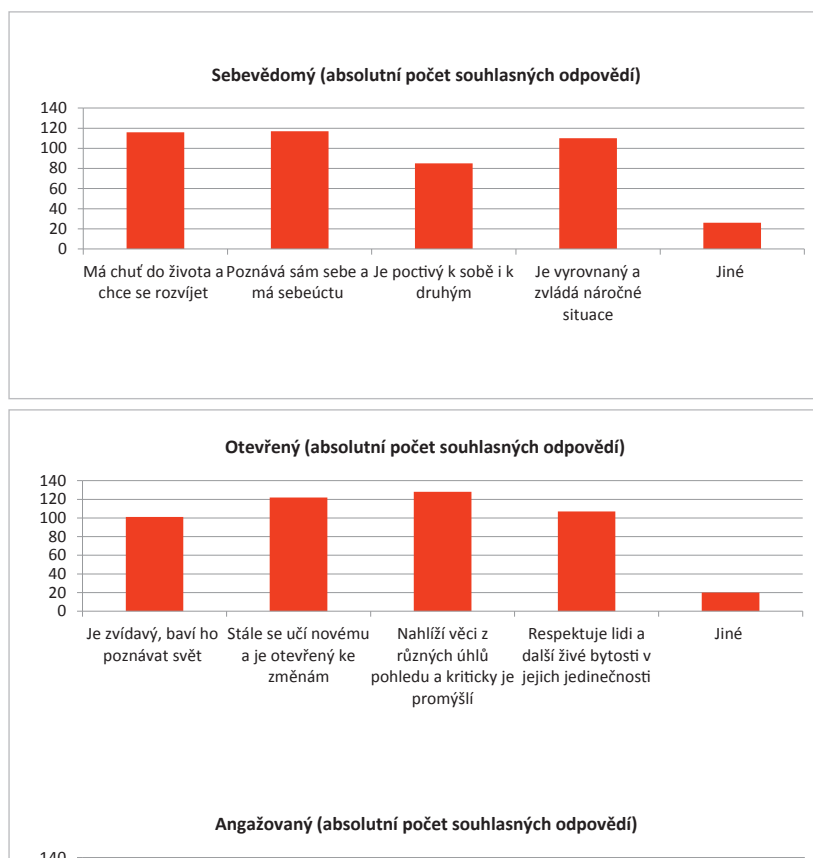 Sebevědomý (absolutní počet souhlasných odpovědí)
140
120
100
80
60
40
20
0
Má chuť do života a
chce se rozvíjet
Poznává sám sebe a
má sebeúctu
Je poctivý k sobě i k
druhým
Je vyrovnaný a
zvládá náročné
situace
Jiné
Otevřený (absolutní počet souhlasných odpovědí)
140
120
100
80
60
40
20
0
Je zvídavý, baví ho
poznávat svět
Stále se učí novému
a je otevřený ke
změnám
Nahlíží věci z
různých úhlů
pohledu a kriticky je
promýšlí
Respektuje lidi a
další živé bytosti v
jejich jedinečnosti
Jiné
Angažovaný (absolutní počet souhlasných odpovědí)
140